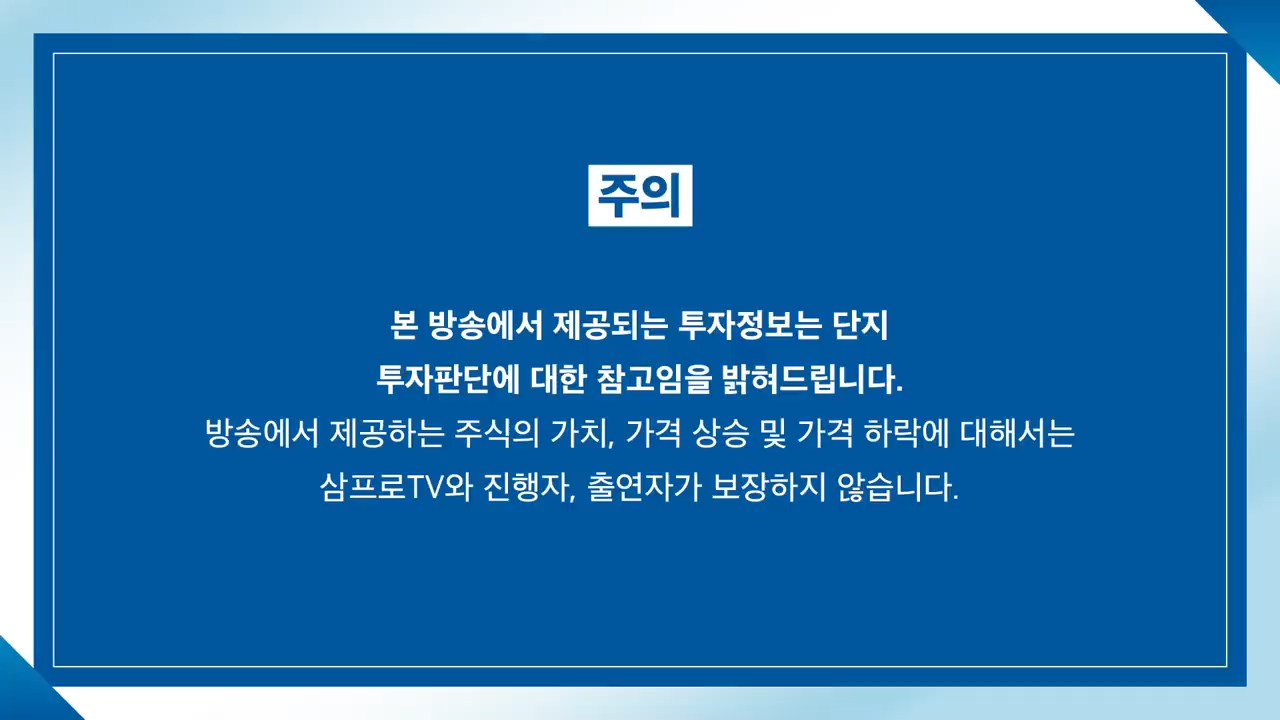 주의
본 방송에서 제공되는 투자정보는 단지
투자판단에 대한 참고임을 밝혀드립니다.
방송에서 제공하는 주식의 가치, 가격 상승 및 가격 하락에 대해서는
삼프로TV와 진행자, 출연자가 보장하지 않습니다.